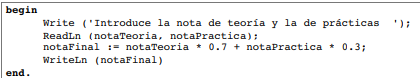 begin
Write ('Introduce la nota de teoría y la de prácticas ');
ReadLn (notaTeoria, notaPractica);
notaFinal := notaTeoria * 0.7 + notaPractica * 0.3;
WriteLn (notaFinal)
end.